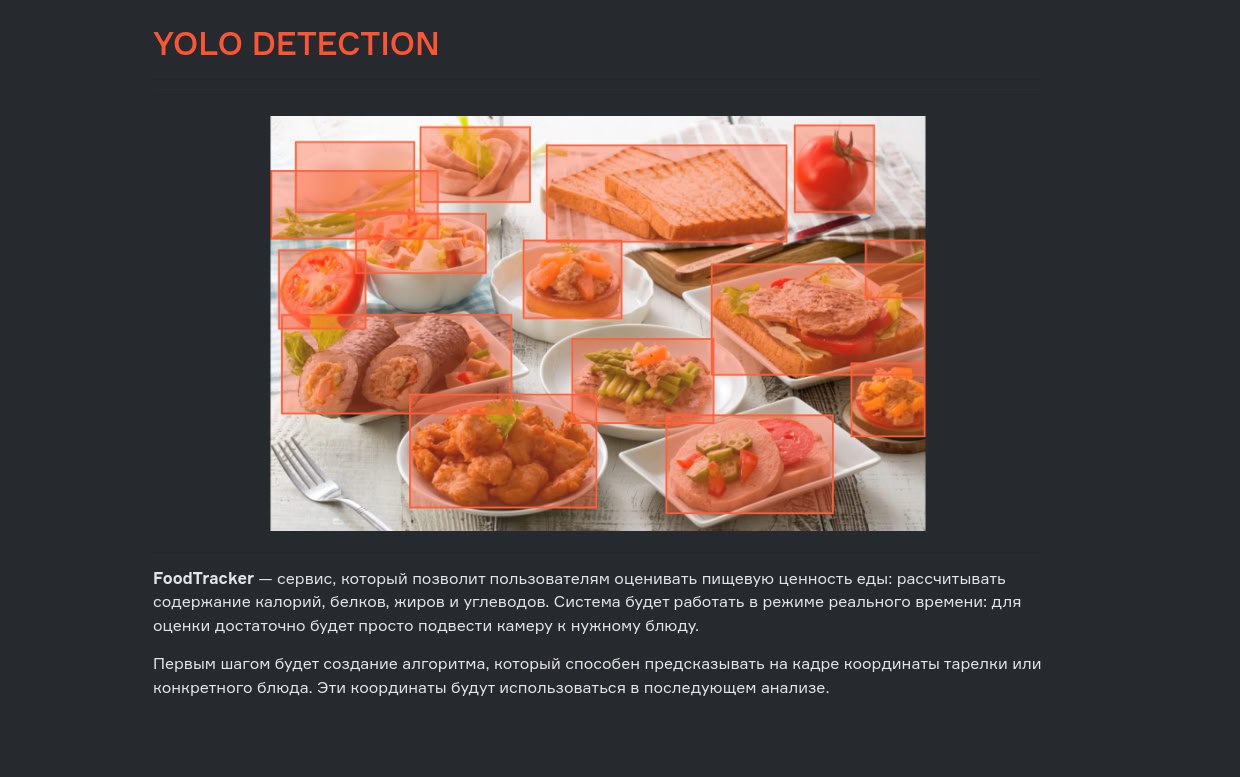 YOLO DETECTION
FoodTracker — сервис, который позволит пользователям оценивать пищевую ценность еды: рассчитывать
содержание калорий, белков, жиров и углеводов. Система будет работать в режиме реального времени: для
оценки достаточно будет просто подвести камеру к нужному блюду.
Первым шагом будет создание алгоритма, который способен предсказывать на кадре координаты тарелки или
конкретного блюда. Эти координаты будут использоваться в последующем анализе.